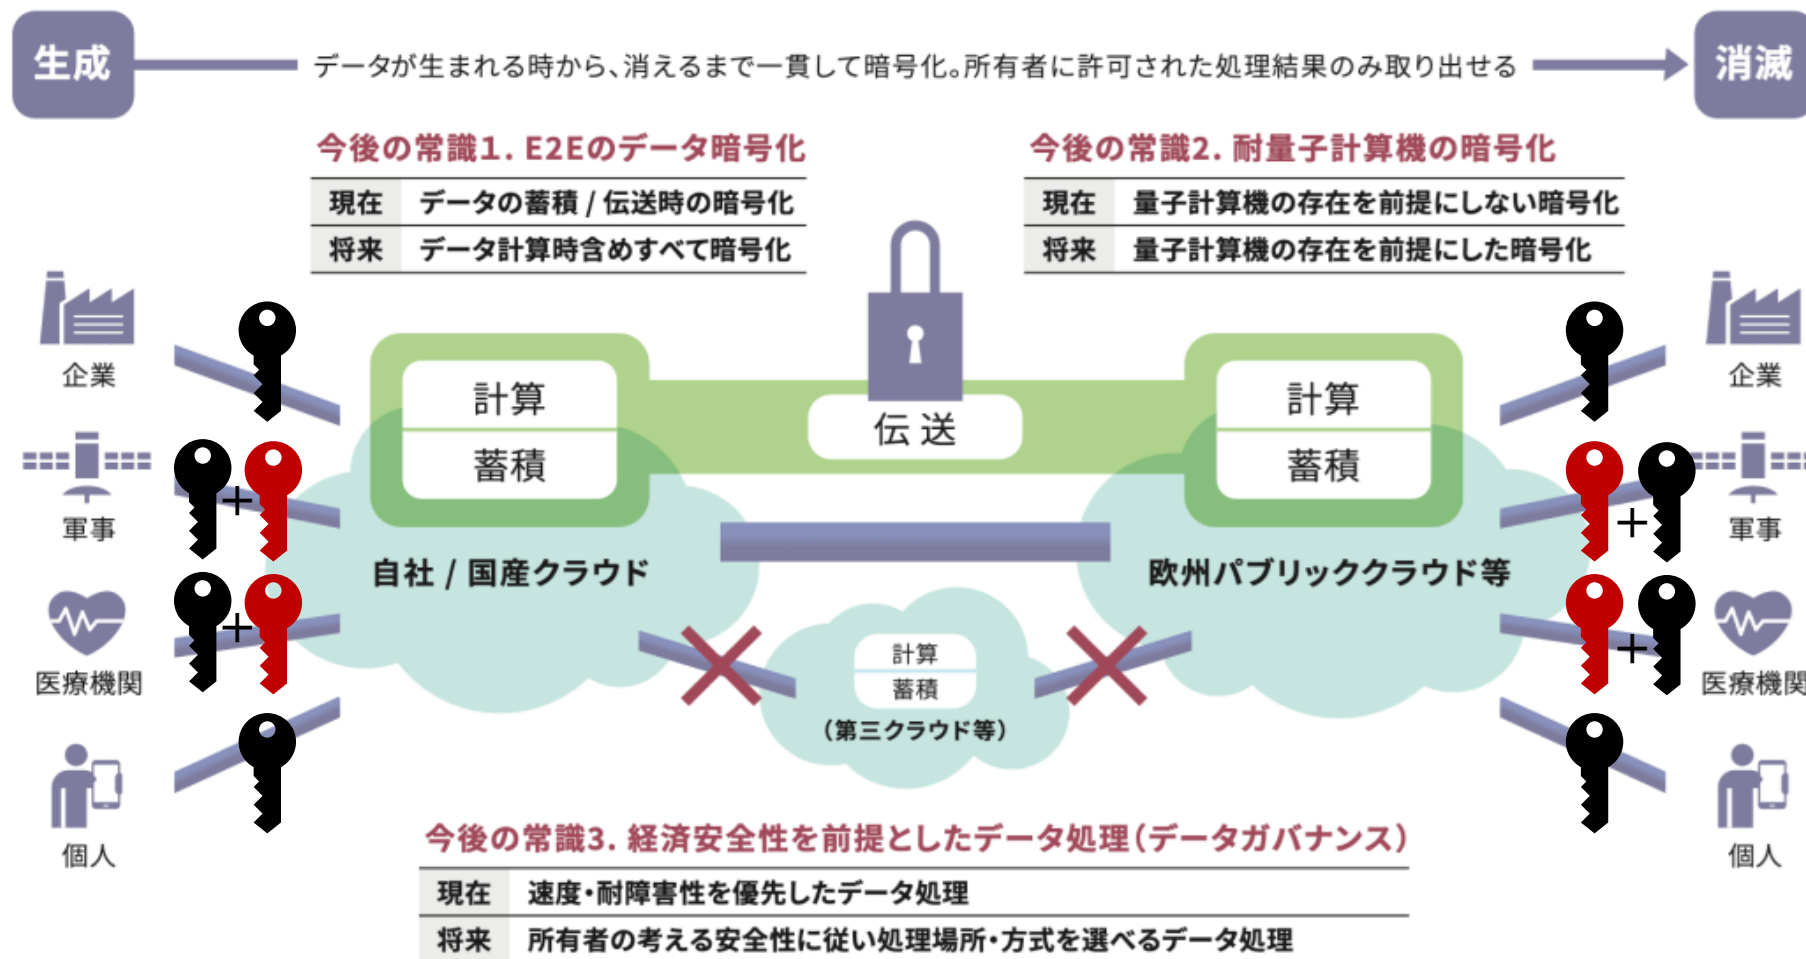 生成
データが生まれる時から、消えるまで一貫して暗号化。所有者に許可された処理結果のみ取り出せる
消滅
今後の常識1. E2Eのデータ暗号化
現在 データの蓄積 / 伝送時の暗号化
将来 データ計算時含めすべて暗号化
今後の常識2. 耐量子計算機の暗号化
現在 量子計算機の存在を前提にしない暗号化
将来 量子計算機の存在を前提にした暗号化
企業
軍事
医療機関
個人
計算
蓄積
自社 / 国産クラウド
伝送
計算
蓄積
欧州パブリッククラウド等
計算
蓄積
（第三クラウド等）
企業
軍事
医療機関
個人
+
+
+
+
今後の常識3. 経済安全性を前提としたデータ処理（データガバナンス）
現在 速度・耐障害性を優先したデータ処理
将来 所有者の考える安全性に従い処理場所・方式を選べるデータ処理